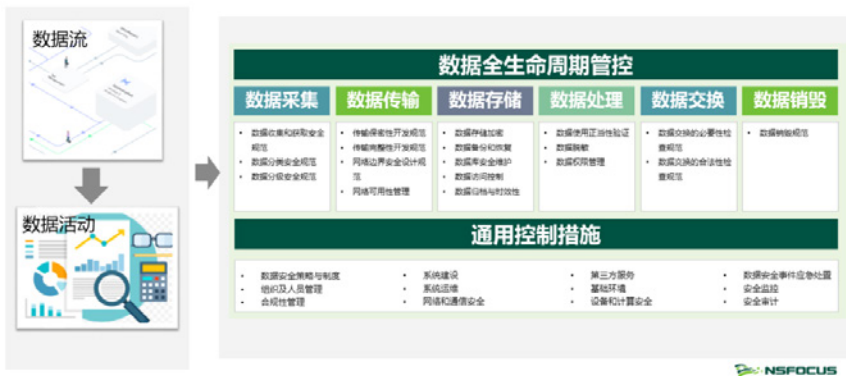 数据流
数据活动
数据全生命周期管控
数据采集
数据传输
数据存储
数据处理
数据交换
数据销毁
• 数据收集和获取安全
规范
• 数据分类安全规范
• 数据分级安全规范
• 传输保密性开发规范
• 传输完整性开发规范
• 网络边界安全设计规
范
• 网络可用性管理
• 数据存储加密
• 数据备份和恢复
• 数据库安全维护
• 数据访问控制
• 数据归档与时效性
• 数据使用正当性验证
• 数据脱敏
• 数据权限管理
• 数据交换的必要性检
查规范
• 数据交换的合法性检
查规范
• 数据销毁规范
通用控制措施
• 数据安全策略与制度
• 组织及人员管理
• 合规性管理
• 系统建设
• 系统运维
• 网络和通信安全
• 第三方服务
• 基础环境
• 设备和计算安全
• 数据安全事件应急处置
• 安全监控
• 安全审计
NSFOCUS